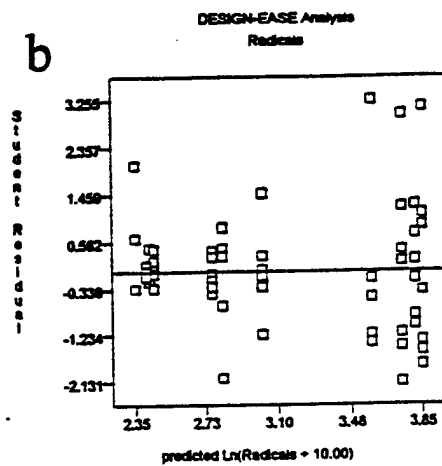 DESIGN-EASE Analysis
Radicals
b
Student Residual
3.255
2.357
1.459
0.562
-0.336
-1.234
-2.131
2.35 2.73 3.10 3.48 3.85
predicted Ln(Radicals + 10.00)